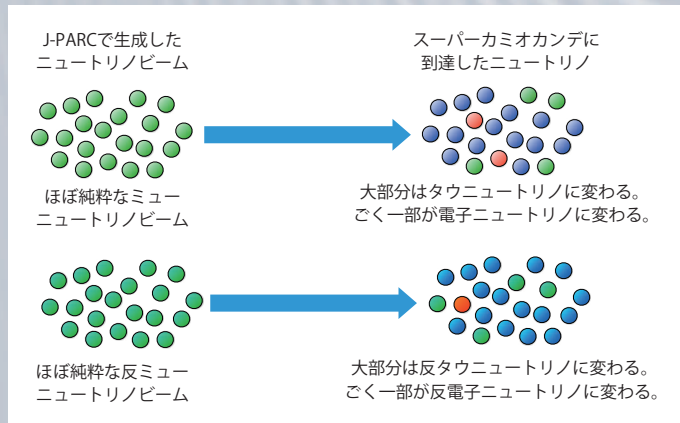 J-PARCで生成した
ニュートリノビーム
スーパーカミオカンデに
到達したニュートリノ
ほぼ純粋なミュー
ニュートリノビーム
大部分はタウニュートリノに変わる。
ごく一部が電子ニュートリノに変わる。
ほぼ純粋な反ミュー
ニュートリノビーム
大部分は反タウニュートリノに変わる。
ごく一部が反電子ニュートリノに変わる。